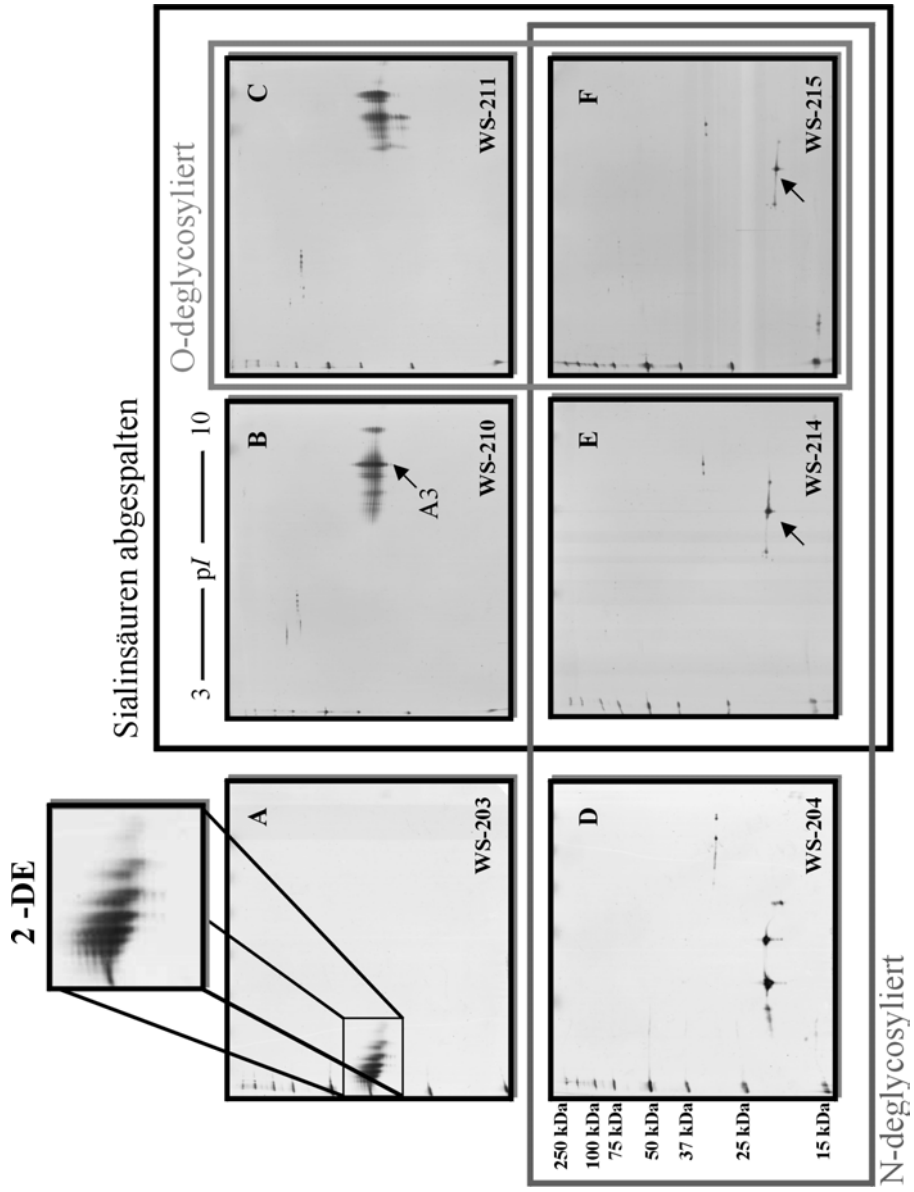 2 -DE
Sialinsäuren abgespalten
O-deglycosyliert
3 pI 10
A
B
C
A3
WS-203
WS-210
WS-211
250 kDa
100 kDa
75 kDa
50 kDa
37 kDa
25 kDa
15 kDa
D
E
F
WS-204
WS-214
WS-215
N-deglycosyliert